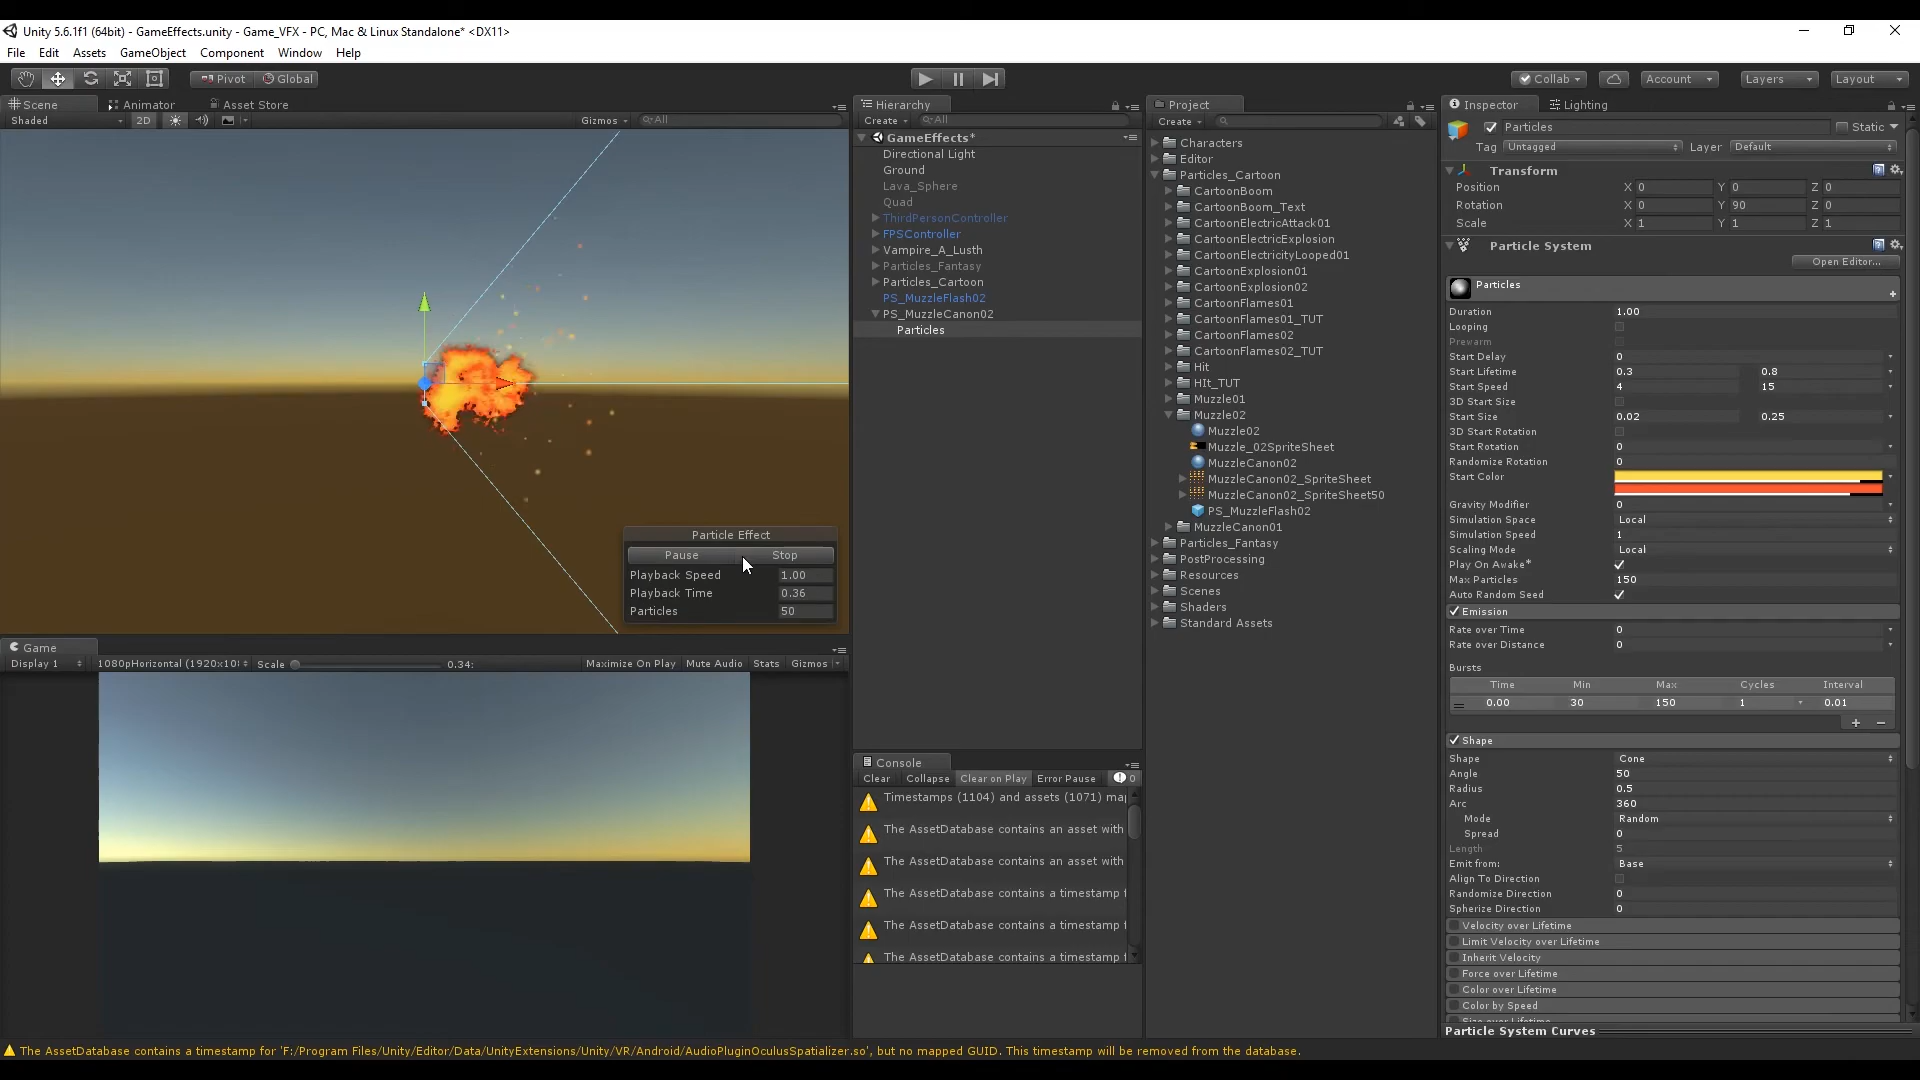 Unity 5.6.1f1 (64bit) - GameEffects.unity - Game_VFX - PC, Mac & Linux Standalone* <DX11>
File Edit Assets GameObject Component Window Help
Pivot Global Collab Account Layers Layout
Scene Animator Asset Store
Shaded 2D Gizmos All
Particle Effect
Pause Stop
Playback Speed 1.00
Playback Time 0.36
Particles 50
Game
Display 1 1080pHorizontal (1920x10 Scale 0.34: Maximize On Play Mute Audio Stats Gizmos
Hierarchy
Create All
GameEffects*
Directional Light
Ground
Lava_Sphere
Quad
ThirdPersonController
FPSController
Vampire_A_Lusth
Particles_Fantasy
Particles_Cartoon
PS_MuzzleFlash02
PS_MuzzleCanon02
Particles
Console
Clear Collapse Clear on Play Error Pause 0
Timestamps (1104) and assets (1071) ma
The AssetDatabase contains an asset with
The AssetDatabase contains an asset with
The AssetDatabase contains a timestamp f
The AssetDatabase contains a timestamp f
The AssetDatabase contains a timestamp f
Project
Create
Characters
Editor
Particles_Cartoon
CartoonBoom
CartoonBoom_Text
CartoonElectricAttack01
CartoonElectricExplosion
CartoonElectricityLooped01
CartoonExplosion01
CartoonExplosion02
CartoonFlames01
CartoonFlames01_TUT
CartoonFlames02
CartoonFlames02_TUT
Hit
HIt_TUT
Muzzle01
Muzzle02
Muzzle02
Muzzle_02SpriteSheet
MuzzleCanon02
MuzzleCanon02_SpriteSheet
MuzzleCanon02_SpriteSheet50
PS_MuzzleFlash02
MuzzleCanon01
Particles_Fantasy
PostProcessing
Resources
Scenes
Shaders
Standard Assets
Inspector Lighting
Particles Static
Tag Untagged Layer Default
Transform
Position X 0 Y 0 Z 0
Rotation X 0 Y 90 Z 0
Scale X 1 Y 1 Z 1
Particle System
Open Editor...
Particles
Duration 1.00
Looping
Prewarm
Start Delay 0
Start Lifetime 0.3 0.8
Start Speed 4 15
3D Start Size
Start Size 0.02 0.25
3D Start Rotation
Start Rotation 0
Randomize Rotation 0
Start Color
Gravity Modifier 0
Simulation Space Local
Simulation Speed 1
Scaling Mode Local
Play On Awake*
Max Particles 150
Auto Random Seed
Emission
Rate over Time 0
Rate over Distance 0
Bursts
Time Min Max Cycles Interval
0.00 30 150 1 0.01
Shape
Shape Cone
Angle 50
Radius 0.5
Arc 360
Mode Random
Spread 0
Length 5
Emit from: Base
Align To Direction
Randomize Direction 0
Spherize Direction 0
Velocity over Lifetime
Limit Velocity over Lifetime
Inherit Velocity
Force over Lifetime
Color over Lifetime
Color by Speed
Size over Lifetime
Particle System Curves
The AssetDatabase contains a timestamp for 'F:/Program Files/Unity/Editor/Data/UnityExtensions/Unity/VR/Android/AudioPluginOculusSpatializer.so', but no mapped GUID. This timestamp will be removed from the database.